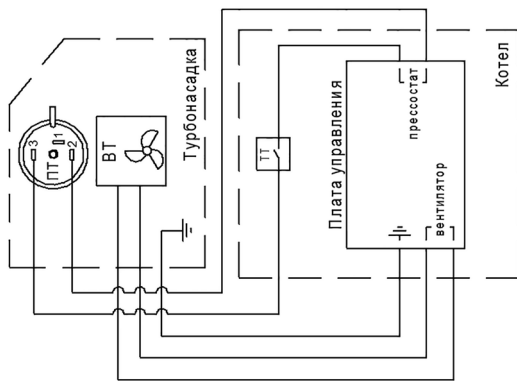 Турбонасадка
ПТ
3
1
2
ВТ
Котел
Плата управления
прессостат
ТТ
вентилятор